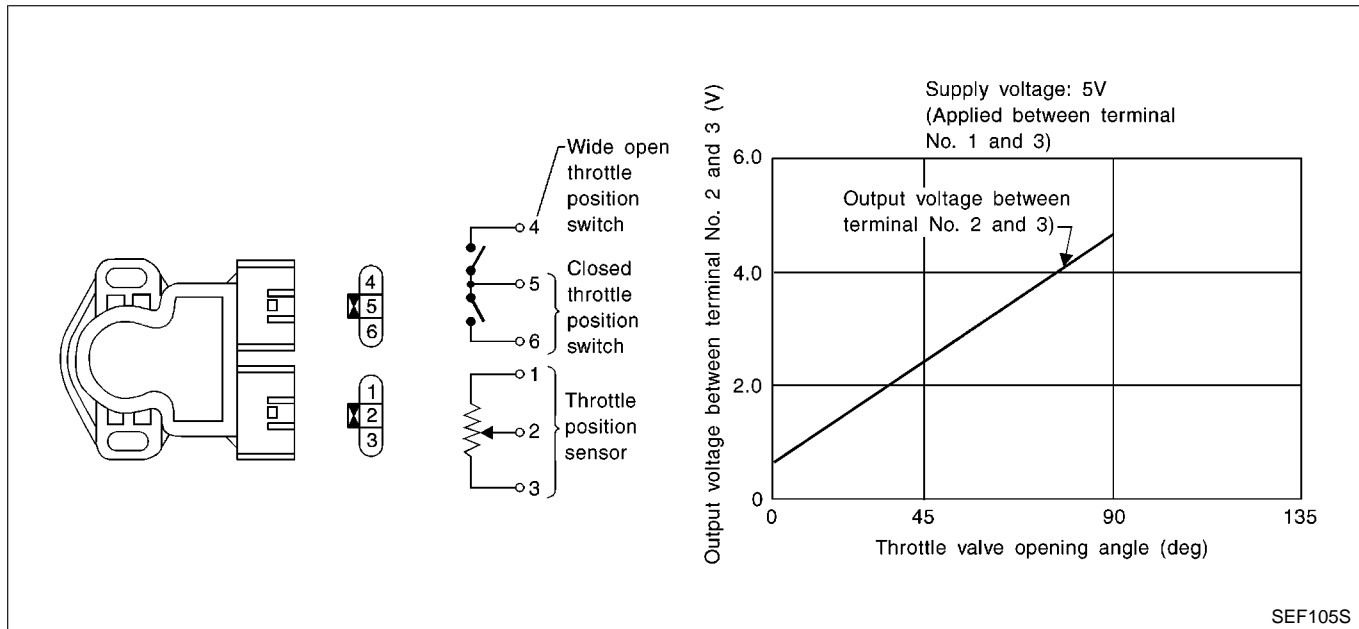 Wide open
throttle
position
switch
4
5
6
4
5
6
Closed
throttle
position
switch
1
2
3
1
2
3
Throttle
position
sensor
Supply voltage: 5V
(Applied between terminal
No. 1 and 3)
Output voltage between terminal No. 2 and 3 (V)
6.0
4.0
2.0
0
Output voltage between
terminal No. 2 and 3)
0 45 90 135
Throttle valve opening angle (deg)
SEF105S